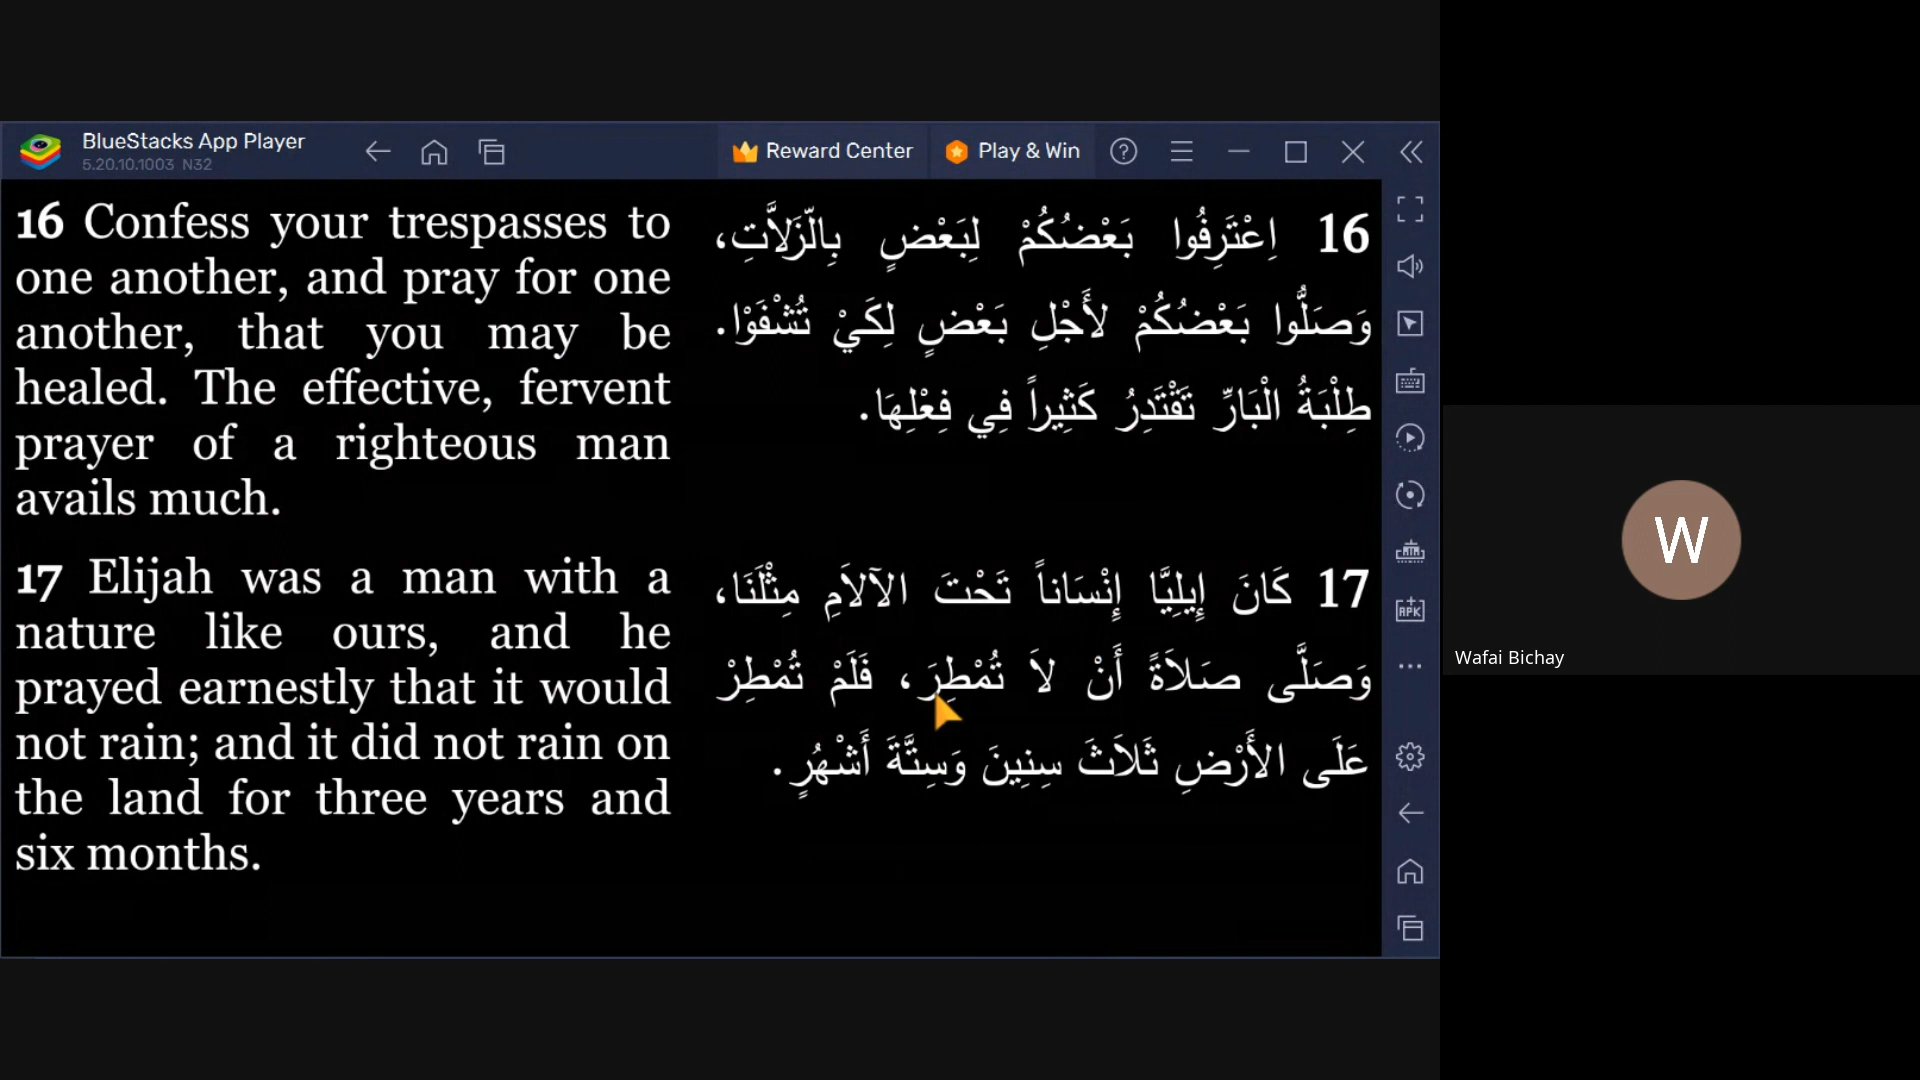 BlueStacks App Player
5.20.10.1003 N32
Reward Center
Play & Win
16 Confess your trespasses to
one another, and pray for one
another, that you may be
healed. The effective, fervent
prayer of a righteous man
avails much.
16 اِعْتَرِفُوا بَعْضُكُمْ لِبَعْضٍ بِالّزَلاَّتِ،
وَصَلُّوا بَعْضُكُمْ لأَجْلِ بَعْضٍ لِكَيْ تُشْفَوْا.
طِلْبَةُ الْبَارِّ تَقْتَدِرُ كَثِيراً فِي فِعْلِهَا.
17 Elijah was a man with a
nature like ours, and he
prayed earnestly that it would
not rain; and it did not rain on
the land for three years and
six months.
17 كَانَ إِيلِيَّا إِنْسَاناً تَحْتَ الآلاَمِ مِثْلَنَا،
وَصَلَّى صَلاَةً أَنْ لاَ تُمْطِرَ، فَلَمْ تُمْطِرْ
عَلَى الأَرْضِ ثَلاَثَ سِنِينَ وَسِتَّةَ أَشْهُرٍ.
APK
W
Wafai Bichay